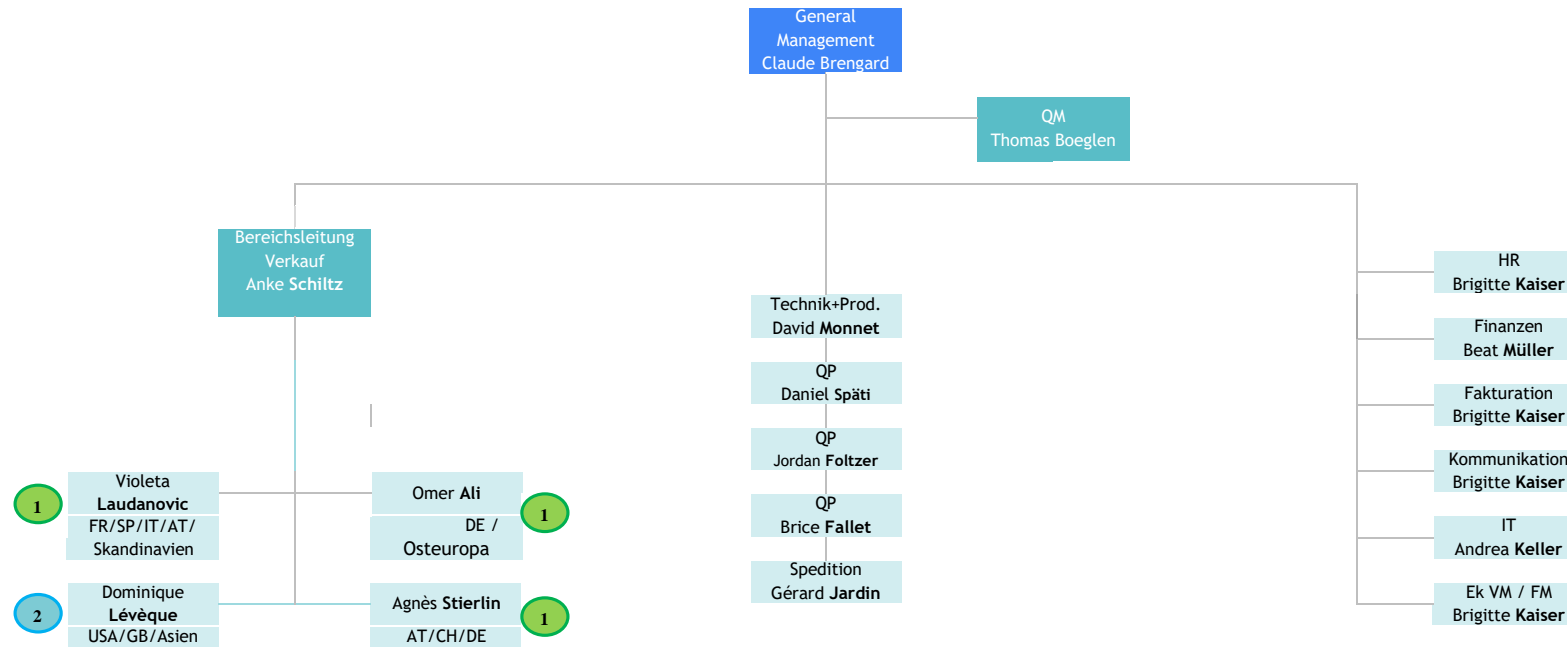 General
Management
Claude Brengard
QM
Thomas Boeglen
Bereichsleitung
Verkauf
Anke Schiltz
Technik+Prod.
David Monnet
QP
Daniel Späti
QP
Jordan Foltzer
QP
Brice Fallet
Spedition
Gérard Jardin
HR
Brigitte Kaiser
Finanzen
Beat Müller
Fakturation
Brigitte Kaiser
Kommunikation
Brigitte Kaiser
IT
Andrea Keller
Ek VM / FM
Brigitte Kaiser
1
Violeta
Laudanovic
FR/SP/IT/AT/
Skandinavien
Omer Ali
DE /
Osteuropa
1
2
Dominique
Lévèque
USA/GB/Asien
Agnès Stierlin
AT/CH/DE
1